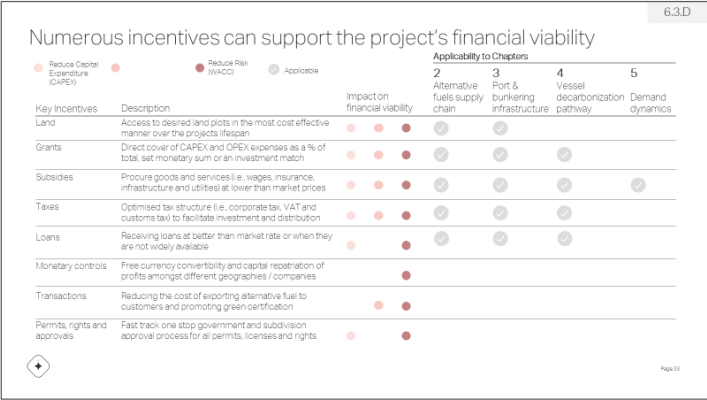 6.3.D
Numerous incentives can support the project's financial viability
Reduce Capital
Expenditure
(CAPEX)
Reduce Risk
(WACC)
Applicable
Applicability to Chapters
2
Alternative
fuels supply
chain
3
Port &
bunkering
infrastructure
4
Vessel
decarbonization
pathway
5
Demand
dynamics
Key Incentives
Description
Impact on
financial viability
Land
Access to desired land plots in the most cost effective
manner over the projects lifespan
Grants
Direct cover of CAPEX and OPEX expenses as a % of
total, set monetary sum or an investment match
Subsidies
Procure goods and services (i.e., wages, insurance,
infrastructure and utilities) at lower than market prices
Taxes
Optimised tax structure (i.e., corporate tax, VAT and
customs tax) to facilitate investment and distribution
Loans
Receiving loans at better than market rate or when they
are not widely available
Monetary controls
Free currency convertibility and capital repatriation of
profits amongst different geographies / companies
Transactions
Reducing the cost of exporting alternative fuel to
customers and promoting green certification
Permits, rights and
approvals
Fast track one stop government and subdivision
approval process for all permits, licenses and rights
Page 33